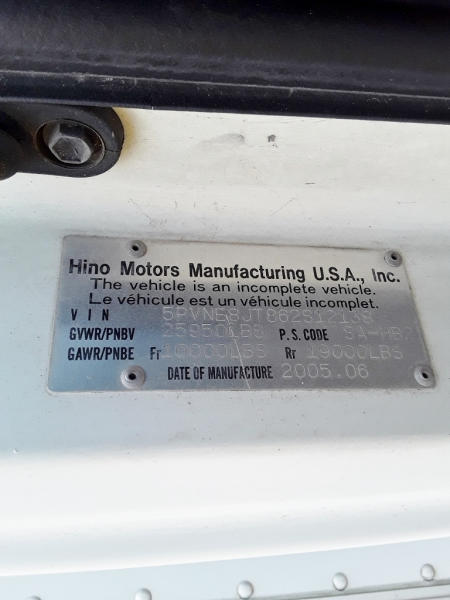 Hino Motors Manufacturing U.S.A., Inc.
The vehicle is an incomplete vehicle.
Le véhicule est un véhicule incomplet.
VIN
GVWR/PNBV 25950LBS P.S. CODE
GAWR/PNBE Fr 10000LBS Rr 19000LBS
DATE OF MANUFACTURE 2005.06